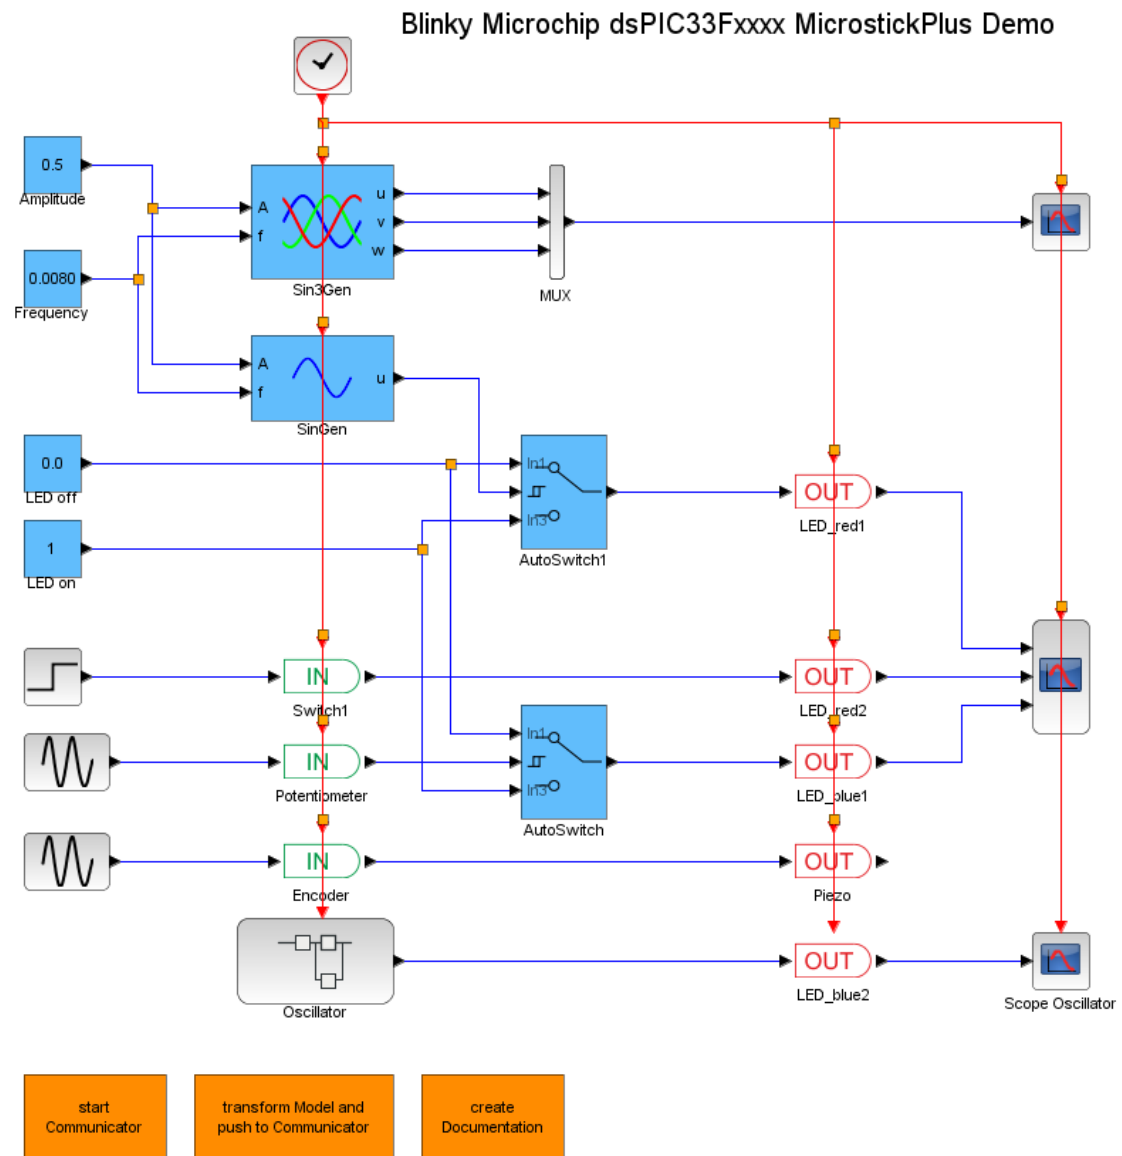 Blinky Microchip dsPIC33Fxxxx MicrostickPlus Demo
0.5
Amplitude
A
f
u
v
w
Sin3Gen
MUX
0.0080
Frequency
A
f
u
SinGen
0.0
LED off
In1
In3
AutoSwitch1
OUT
LED_red1
1
LED on
IN
Switch1
OUT
LED_red2
IN
Potentiometer
In1
In3
AutoSwitch
OUT
LED_blue1
IN
Encoder
OUT
Piezo
Oscillator
OUT
LED_blue2
Scope Oscillator
start
Communicator
transform Model and
push to Communicator
create
Documentation